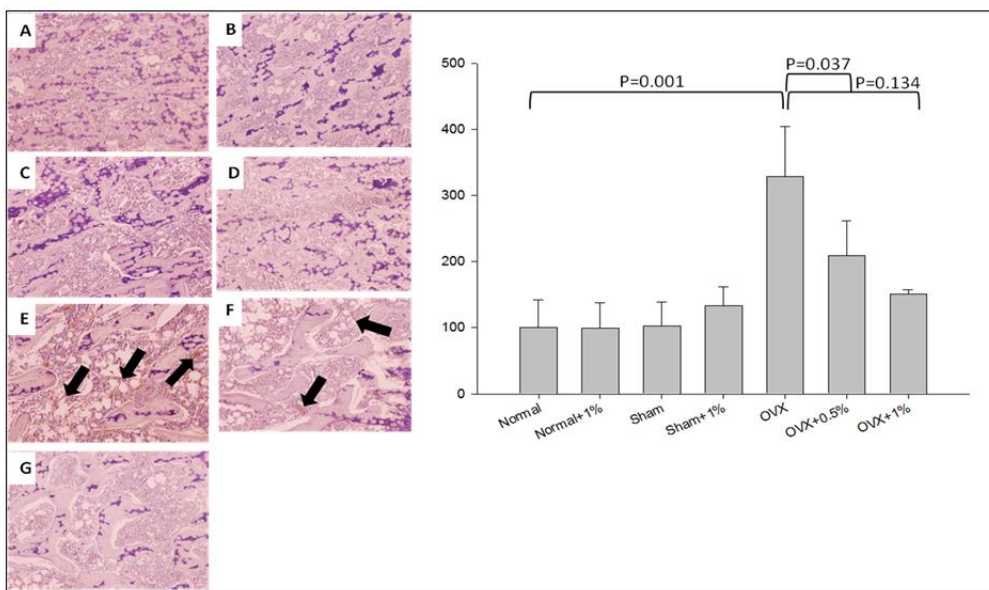 A
B
C
D
E
F
G
500
400
300
200
100
0
P=0.001
P=0.037
P=0.134
Normal
Normal+1%
Sham
Sham+1%
OVX
OVX+0.5%
OVX+1%